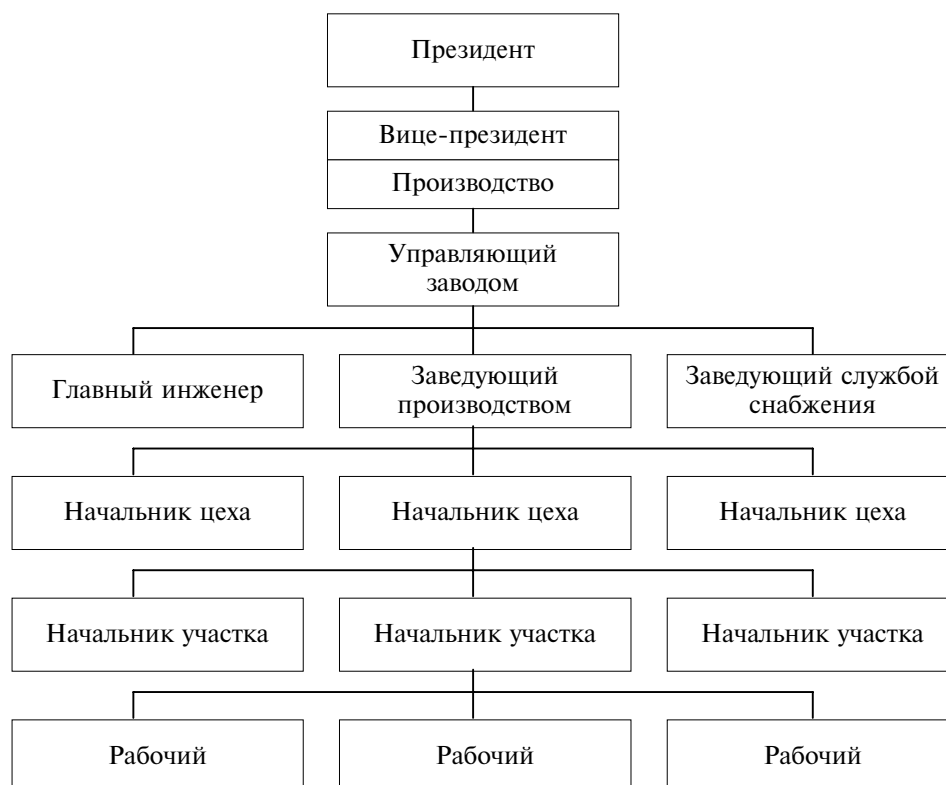 Президент
Вице-президент
Производство
Управляющий
заводом
Главный инженер
Заведующий
производством
Заведующий службой
снабжения
Начальник цеха
Начальник цеха
Начальник цеха
Начальник участка
Начальник участка
Начальник участка
Рабочий
Рабочий
Рабочий